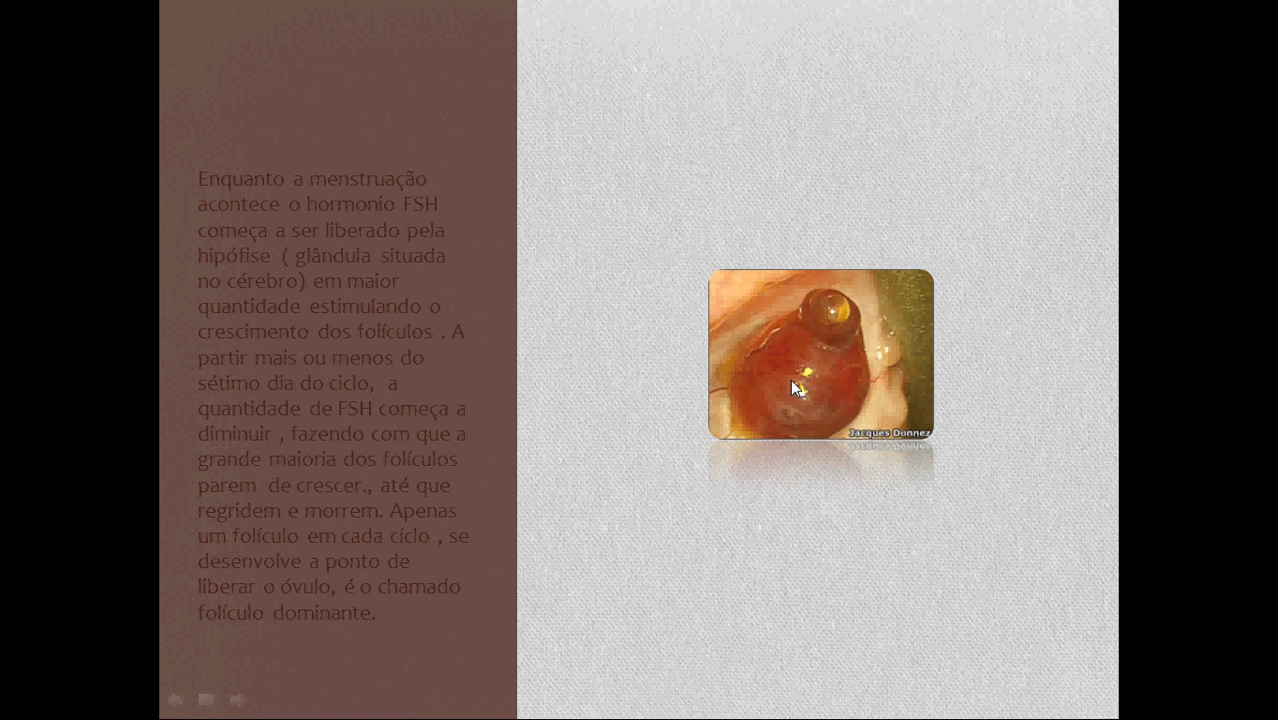 Enquanto a menstruação
acontece o hormonio FSH
começa a ser liberado pela
hipófise ( glândula situada
no cérebro) em maior
quantidade estimulando o
crescimento dos folículos . A
partir mais ou menos do
sétimo dia do ciclo, a
quantidade de FSH começa a
diminuir , fazendo com que a
grande maioria dos folículos
parem de crescer., até que
regridem e morrem. Apenas
um folículo em cada ciclo , se
desenvolve a ponto de
liberar o óvulo, é o chamado
folículo dominante.
Jacques Donnez